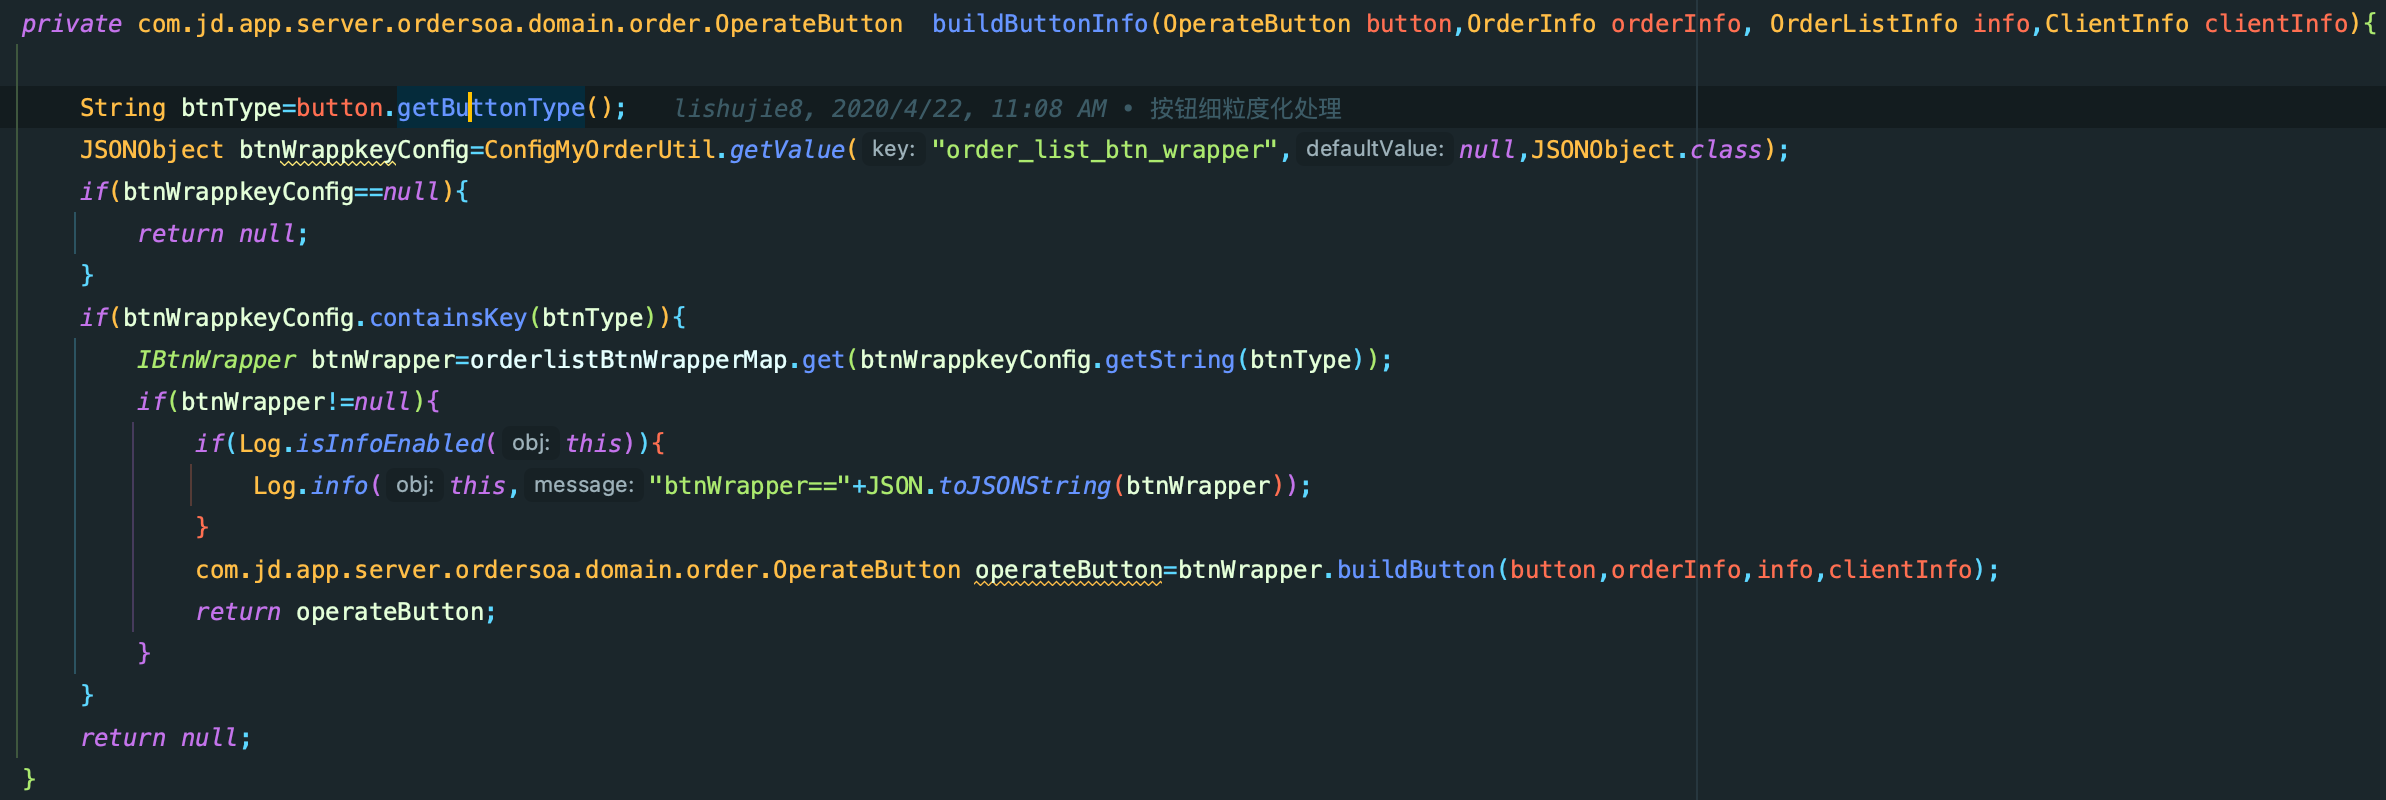 private com.jd.app.server.ordersoa.domain.order.OperateButton  buildButtonInfo(OperateButton button,OrderInfo orderInfo, OrderListInfo info,ClientInfo clientInfo){
String btnType=button.getButtonType();   lishujie8, 2020/4/22, 11:08 AM • 按钮细粒度化处理
JSONObject btnWrappkeyConfig=ConfigMyOrderUtil.getValue( key: "order_list_btn_wrapper", defaultValue: null,JSONObject.class);
if(btnWrappkeyConfig==null){
return null;
}
if(btnWrappkeyConfig.containsKey(btnType)){
IBtnWrapper btnWrapper=orderlistBtnWrapperMap.get(btnWrappkeyConfig.getString(btnType));
if(btnWrapper!=null){
if(Log.isInfoEnabled( obj: this)){
Log.info( obj: this, message: "btnWrapper=="+JSON.toJSONString(btnWrapper));
}
com.jd.app.server.ordersoa.domain.order.OperateButton operateButton=btnWrapper.buildButton(button,orderInfo,info,clientInfo);
return operateButton;
}
}
return null;
}